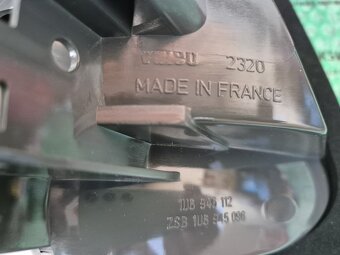 valeo 2320
MADE IN FRANCE
1U8 945 112
ZSB 1U8 945 096